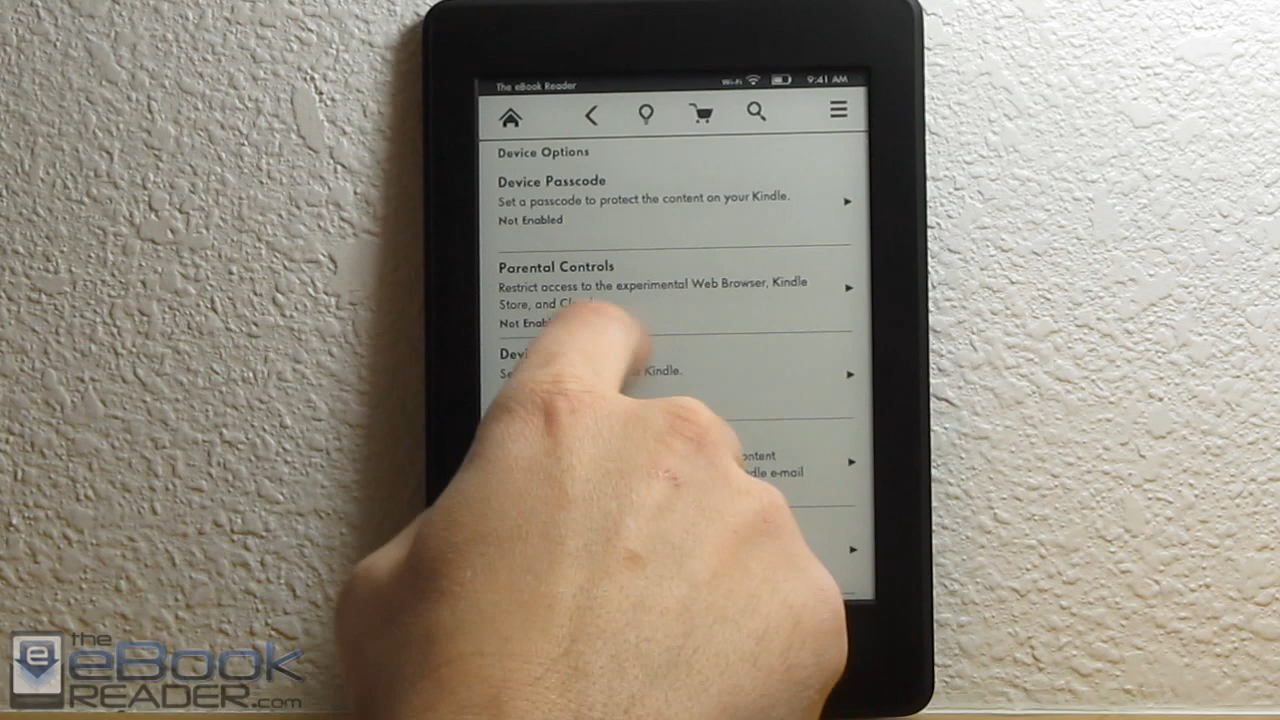 The eBook Reader Wi-Fi 9:41 AM
Device Options
Device Passcode
Set a passcode to protect the content on your Kindle.
Not Enabled
Parental Controls
Restrict access to the experimental Web Browser, Kindle
Store, and
Not
Kindle.
e-mail
the
eBook
READER.com